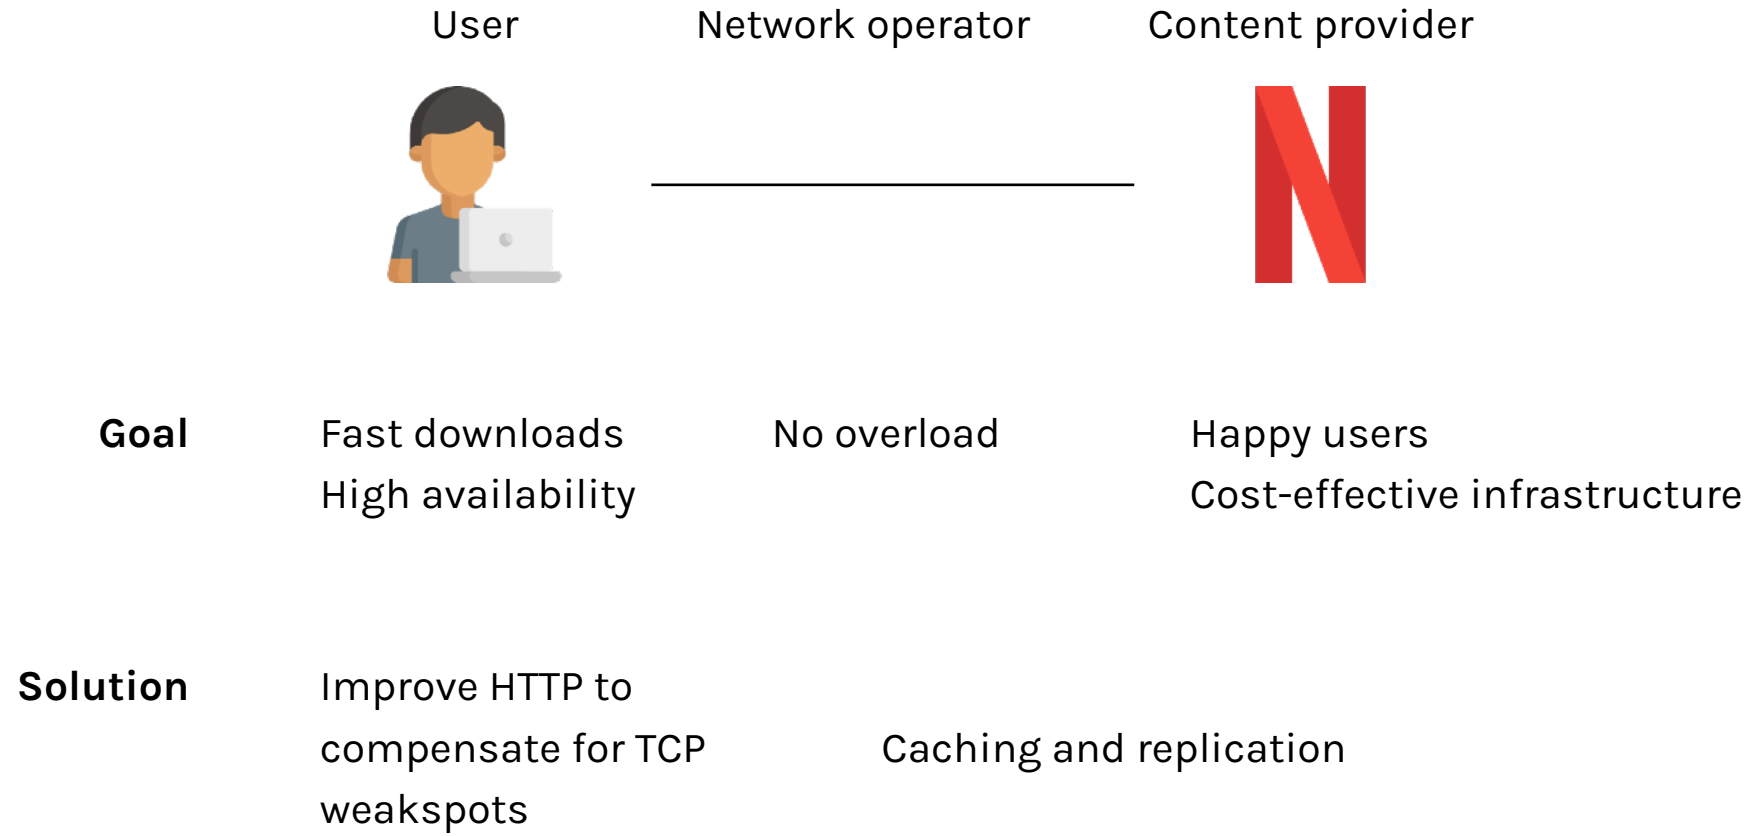 User Network operator Content provider
Goal Fast downloads No overload Happy users
High availability Cost-effective infrastructure
Solution Improve HTTP to
compensate for TCP Caching and replication
weakspots